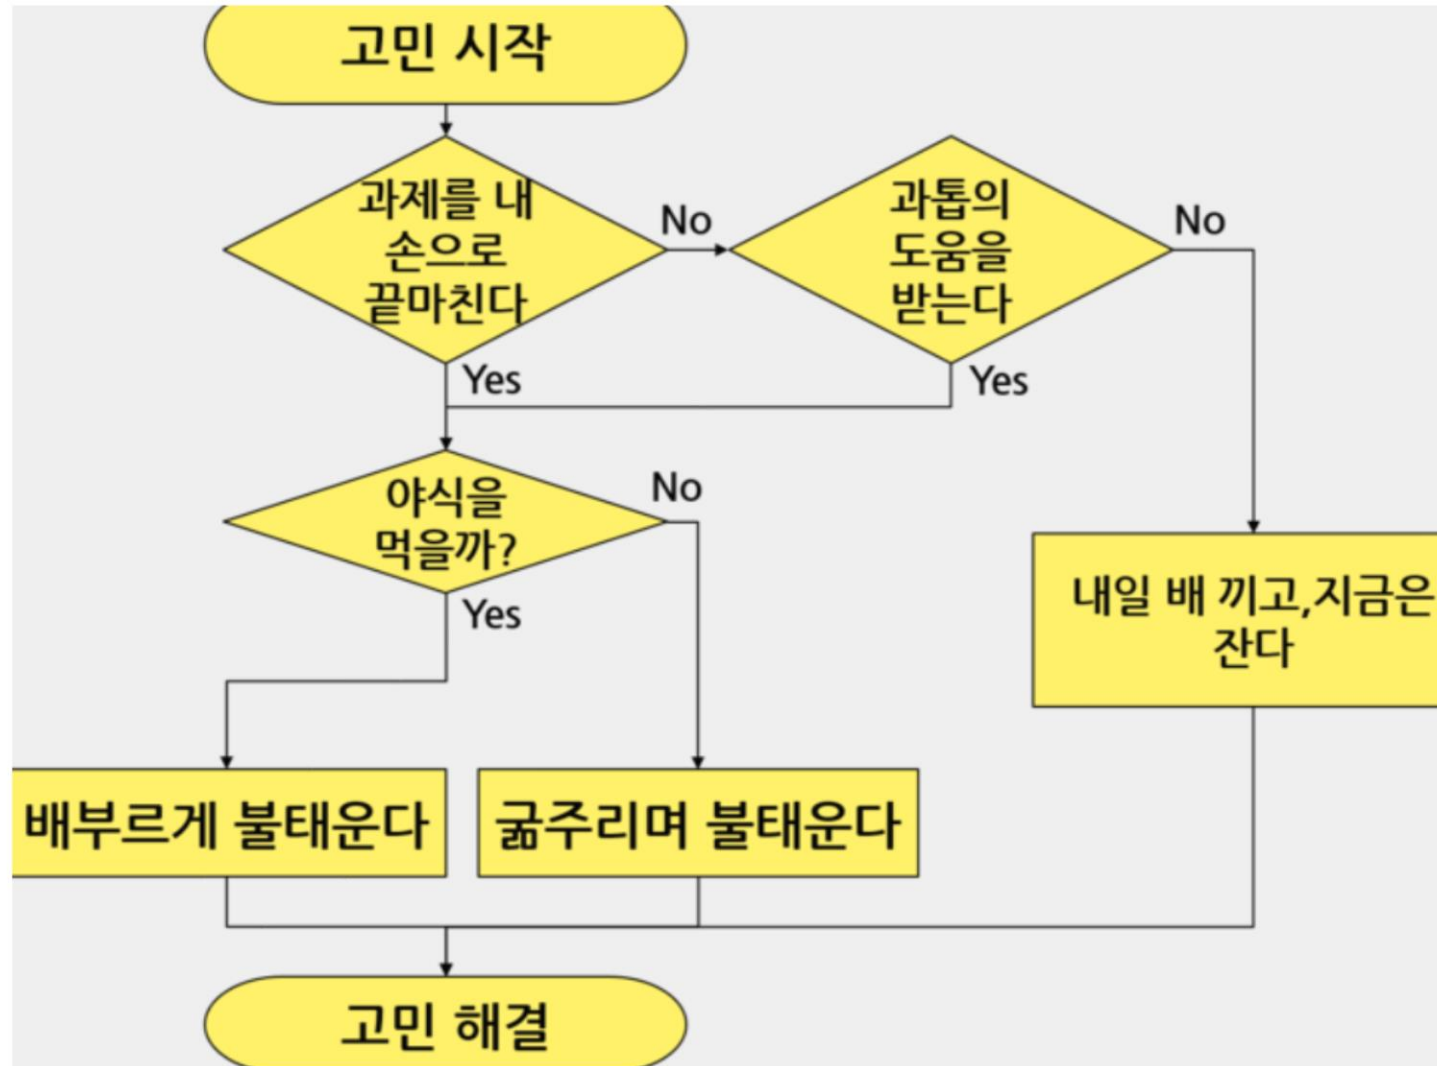 고민 시작
과제를 내
손으로
끝마친다
No
과톱의
도움을
받는다
No
Yes
Yes
야식을
먹을까?
No
Yes
내일 배 끼고,지금은
잔다
배부르게 불태운다
굶주리며 불태운다
고민 해결